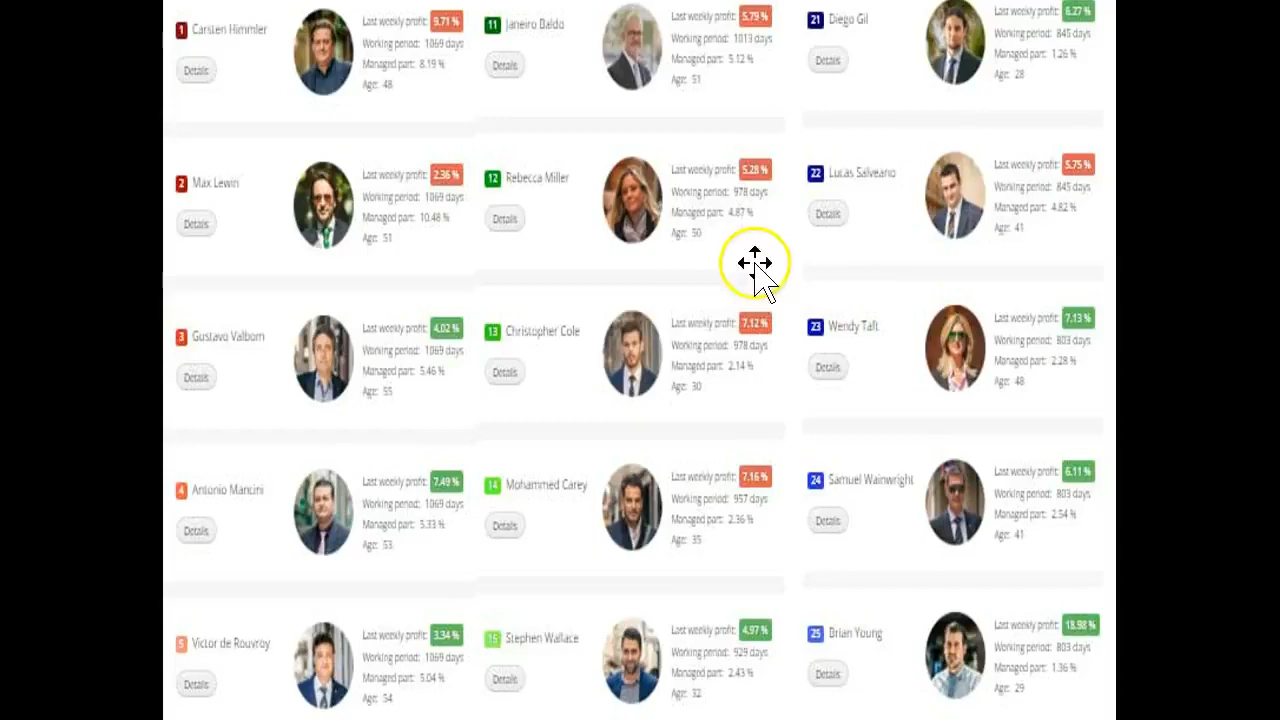 1 Carsten Himmler
Last weekly profit: 9.71 %
Working period: 1069 days
Managed part: 8.19 %
Age: 48
Details
11 Janeiro Baldo
Last weekly profit: 5.79 %
Working period: 1013 days
Managed part: 5.12 %
Age: 51
Details
21 Diego Gil
Last weekly profit: 6.27 %
Working period: 845 days
Managed part: 1.26 %
Age: 28
Details
2 Max Lewin
Last weekly profit: 2.36 %
Working period: 1069 days
Managed part: 10.48 %
Age: 51
Details
12 Rebecca Miller
Last weekly profit: 5.28 %
Working period: 978 days
Managed part: 4.87 %
Age: 50
Details
22 Lucas Salveano
Last weekly profit: 5.75 %
Working period: 845 days
Managed part: 4.82 %
Age: 41
Details
3 Gustavo Valborn
Last weekly profit: 4.02 %
Working period: 1069 days
Managed part: 5.46 %
Age: 55
Details
13 Christopher Cole
Last weekly profit: 7.12 %
Working period: 978 days
Managed part: 2.14 %
Age: 30
Details
23 Wendy Taft
Last weekly profit: 7.13 %
Working period: 803 days
Managed part: 2.28 %
Age: 48
Details
4 Antonio Mancini
Last weekly profit: 7.49 %
Working period: 1069 days
Managed part: 5.33 %
Age: 53
Details
14 Mohammed Carey
Last weekly profit: 7.16 %
Working period: 957 days
Managed part: 2.36 %
Age: 35
Details
24 Samuel Wainwright
Last weekly profit: 6.11 %
Working period: 803 days
Managed part: 2.54 %
Age: 41
Details
5 Victor de Rouvroy
Last weekly profit: 3.34 %
Working period: 1069 days
Managed part: 5.04 %
Age: 54
Details
15 Stephen Wallace
Last weekly profit: 4.97 %
Working period: 929 days
Managed part: 2.43 %
Age: 32
Details
25 Brian Young
Last weekly profit: 18.98 %
Working period: 803 days
Managed part: 1.36 %
Age: 29
Details